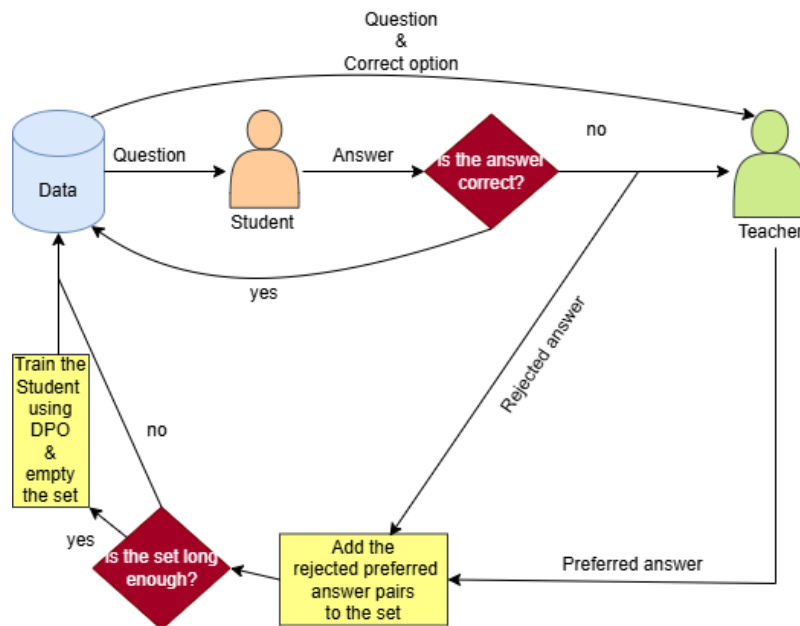 Question
&
Correct option
no
Question
Answer
Is the answer
correct?
Data
Student
Teacher
yes
Rejected answer
Train the
Student
using
DPO
&
empty
the set
no
yes
Is the set long
enough?
Add the
rejected preferred
answer pairs
to the set
Preferred answer